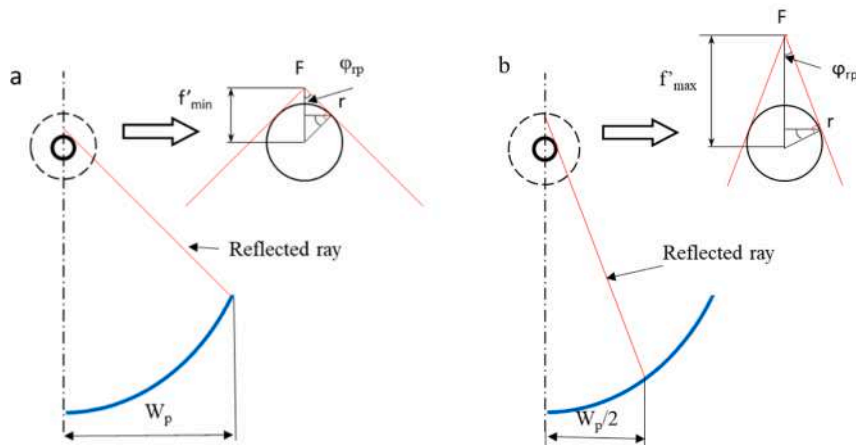 a
f'min
F
φrp
r
Reflected ray
Wp
b
f'max
F
φrp
r
Reflected ray
Wp/2